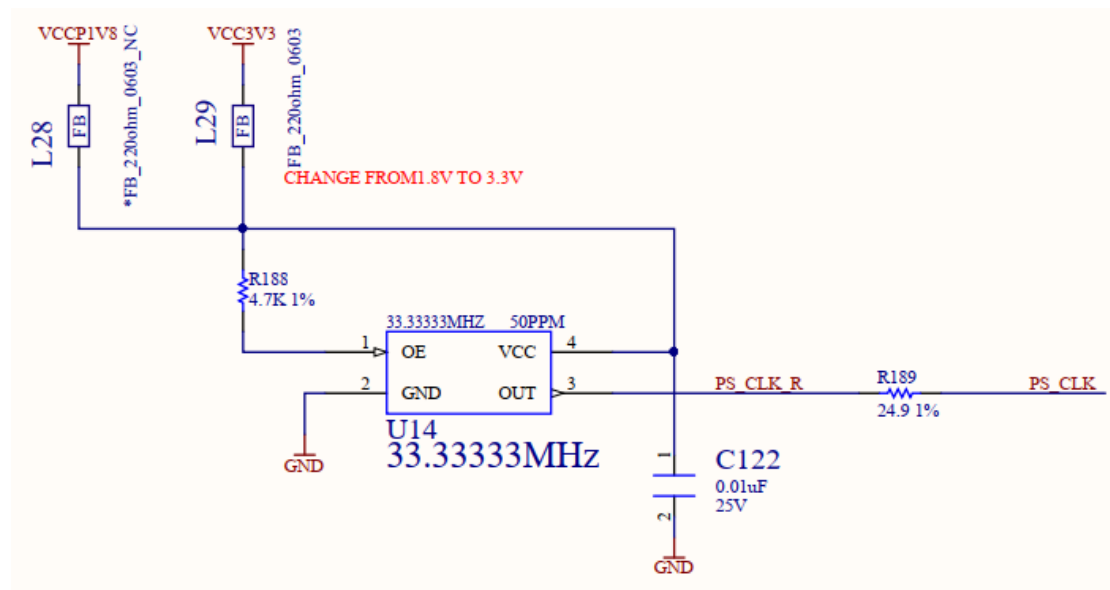 VCCP1V8
VCC3V3
L28
FB
*FB_220ohm_0603_NC
L29
FB
FB_220ohm_0603
CHANGE FROM1.8V TO 3.3V
R188
4.7K 1%
33.33333MHZ 50PPM
1 OE VCC 4
2 GND OUT 3
PS_CLK_R
R189
24.9 1%
PS_CLK
U14
33.33333MHz
GND
1
C122
0.01uF
25V
2
GND